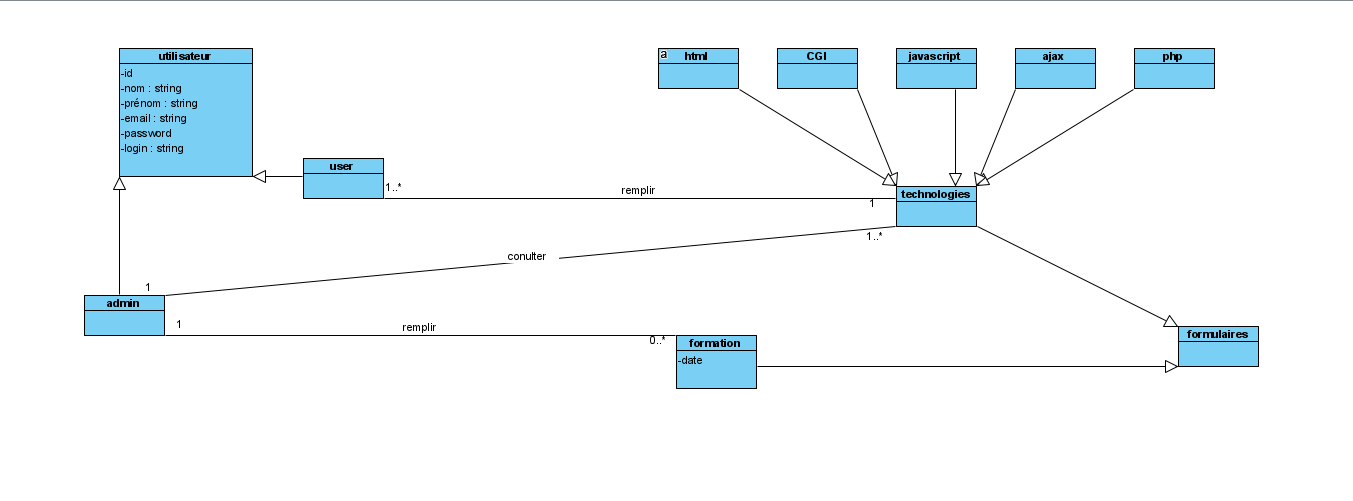 utilisateur
-id
-nom : string
-prénom : string
-email : string
-password
-login : string
a
html
CGI
javascript
ajax
php
user
1..*
remplir
1
technologies
1..*
conulter
1
admin
1
remplir
0..*
formation
-date
formulaires